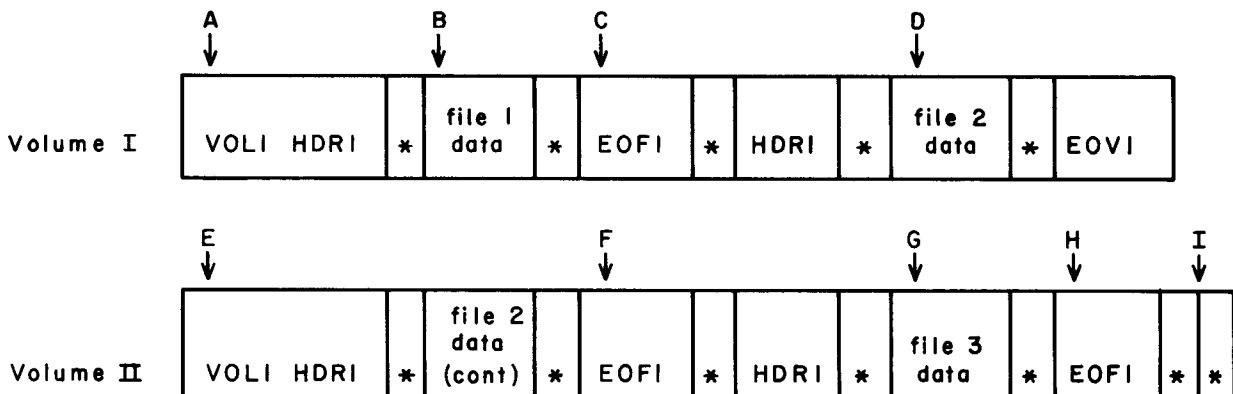 A B C D
Volume I VOL1 HDR1 * file 1 data * EOF1 * HDR1 * file 2 data * EOV1
E F G H I
Volume II VOL1 HDR1 * file 2 data (cont) * EOF1 * HDR1 * file 3 data * EOF1 * *